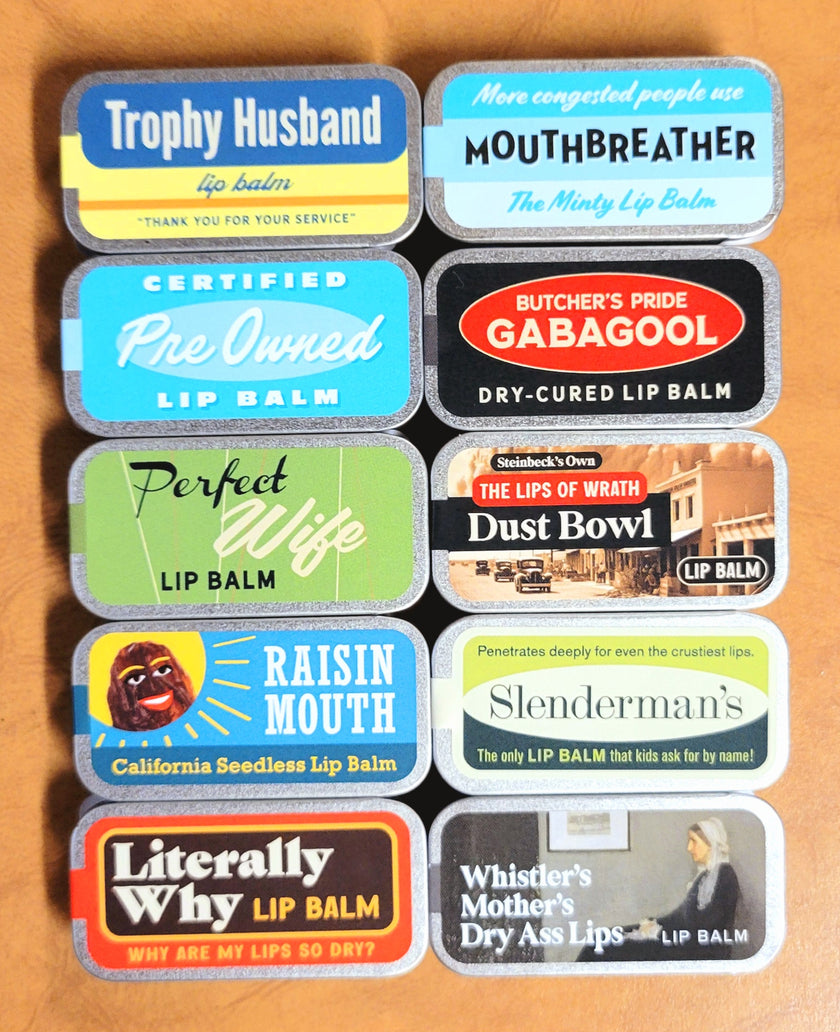 Trophy Husband
lip balm
"THANK YOU FOR YOUR SERVICE"
More congested people use
MOUTHBREATHER
The Minty Lip Balm
CERTIFIED
Pre Owned
LIP BALM
BUTCHER'S PRIDE
GABAGOOL
DRY-CURED LIP BALM
Perfect
Wife
LIP BALM
Steinbeck's Own
THE LIPS OF WRATH
Dust Bowl
LIP BALM
RAISIN
MOUTH
California Seedless Lip Balm
Penetrates deeply for even the crustiest lips.
Slenderman's
The only LIP BALM that kids ask for by name!
Literally
Why LIP BALM
WHY ARE MY LIPS SO DRY?
Whistler's
Mother's
Dry Ass Lips LIP BALM